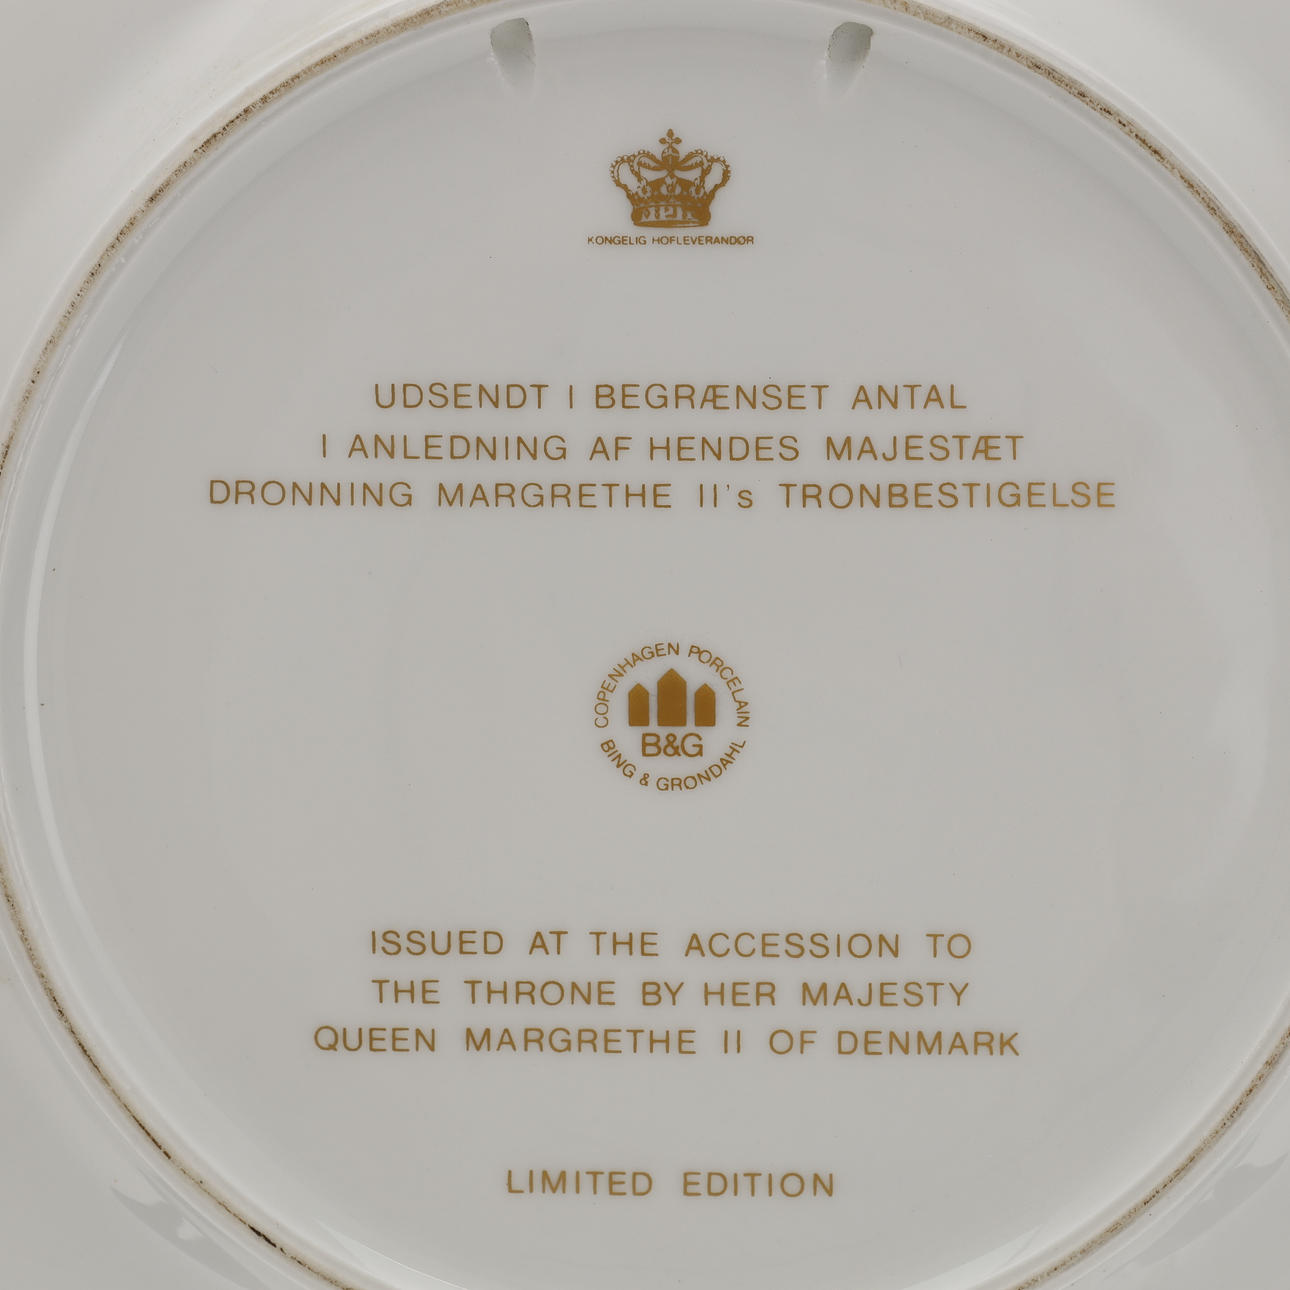 KONGELIG HOFLEVERANDØR
UDSENDT I BEGRÆNSET ANTAL
I ANLEDNING AF HENDES MAJESTÆT
DRONNING MARGRETHE II's TRONBESTIGELSE
COPENHAGEN PORCELAIN
B&G
BING & GRØNDAHL
ISSUED AT THE ACCESSION TO
THE THRONE BY HER MAJESTY
QUEEN MARGRETHE II OF DENMARK
LIMITED EDITION